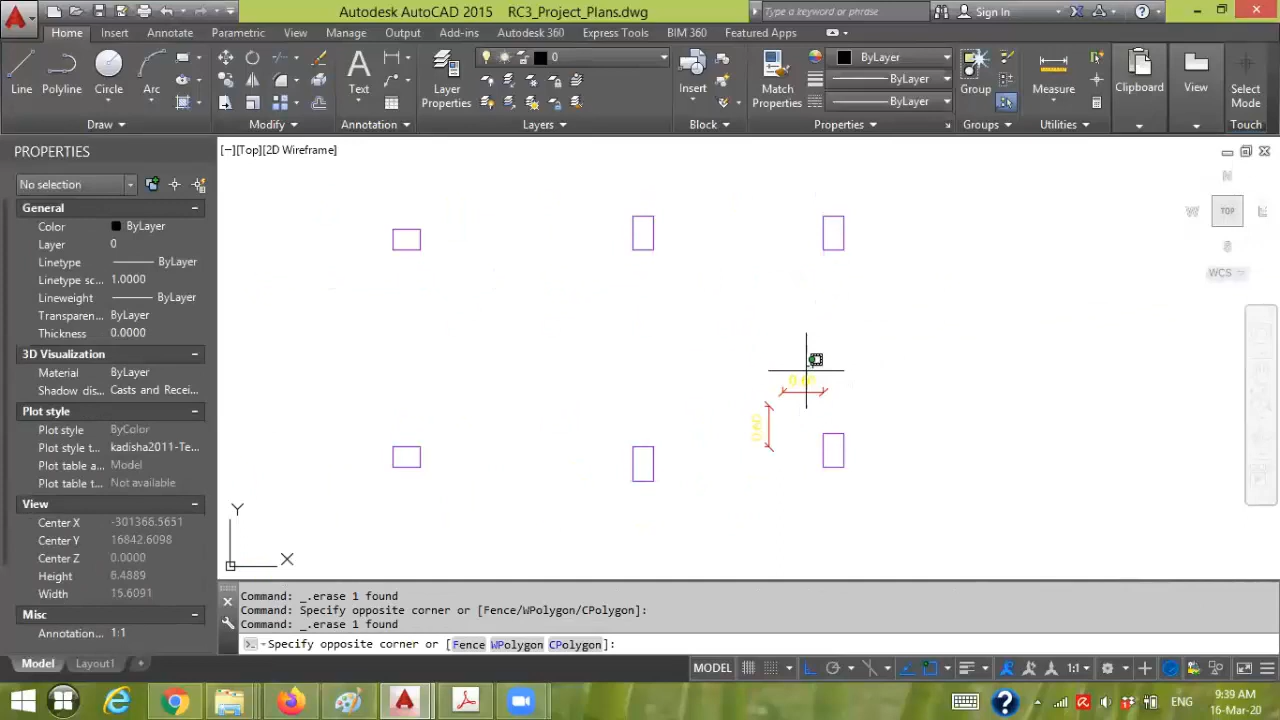 Autodesk AutoCAD 2015 RC3_Project_Plans.dwg
Type a keyword or phrase
Sign In
Home Insert Annotate Parametric View Manage Output Add-ins Autodesk 360 Express Tools BIM 360 Featured Apps
Line Polyline Circle Arc
Text
Layer Properties
0
Insert
Match Properties
ByLayer
ByLayer
ByLayer
Group
Measure
Clipboard
View
Select Mode
Draw Modify Annotation Layers Block Properties Groups Utilities Touch
PROPERTIES
No selection
General
Color ByLayer
Layer 0
Linetype ByLayer
Linetype sc... 1.0000
Lineweight ByLayer
Transparen... ByLayer
Thickness 0.0000
3D Visualization
Material ByLayer
Shadow dis... Casts and Recei...
Plot style
Plot style ByColor
Plot style t... kadisha2011-Te...
Plot table a... Model
Plot table t... Not available
View
Center X -301366.5651
Center Y 16842.6098
Center Z 0.0000
Height 6.4889
Width 15.6091
Misc
Annotation... 1:1
[−][Top][2D Wireframe]
N
W TOP E
S
WCS
0.60
Y
X
Command: _.erase 1 found
Command: Specify opposite corner or [Fence/WPolygon/CPolygon]:
Command: _.erase 1 found
Specify opposite corner or [Fence WPolygon CPolygon]:
Model Layout1 +
MODEL
1:1
ENG
9:39 AM
16-Mar-20